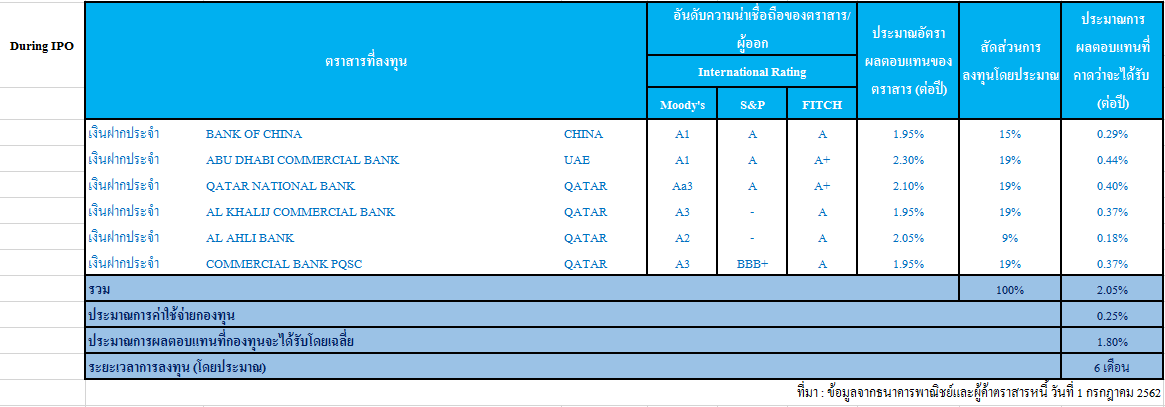 During IPO
ตราสารที่ลงทุน
อันดับความน่าเชื่อถือของตราสาร/
ผู้ออก
International Rating
Moody's S&P FITCH
ประมาณอัตรา
ผลตอบแทนของ
ตราสาร (ต่อปี)
สัดส่วนการ
ลงทุนโดยประมาณ
ประมาณการ
ผลตอบแทนที่
คาดว่าจะได้รับ
(ต่อปี)
เงินฝากประจำ BANK OF CHINA CHINA A1 A A 1.95% 15% 0.29%
เงินฝากประจำ ABU DHABI COMMERCIAL BANK UAE A1 A A+ 2.30% 19% 0.44%
เงินฝากประจำ QATAR NATIONAL BANK QATAR Aa3 A A+ 2.10% 19% 0.40%
เงินฝากประจำ AL KHALIJ COMMERCIAL BANK QATAR A3 - A 1.95% 19% 0.37%
เงินฝากประจำ AL AHLI BANK QATAR A2 - A 2.05% 9% 0.18%
เงินฝากประจำ COMMERCIAL BANK PQSC QATAR A3 BBB+ A 1.95% 19% 0.37%
รวม 100% 2.05%
ประมาณการค่าใช้จ่ายกองทุน 0.25%
ประมาณการผลตอบแทนที่กองทุนจะได้รับโดยเฉลี่ย 1.80%
ระยะเวลาการลงทุน (โดยประมาณ) 6 เดือน
ที่มา : ข้อมูลจากธนาคารพาณิชย์และผู้ค้าตราสารหนี้ วันที่ 1 กรกฎาคม 2562